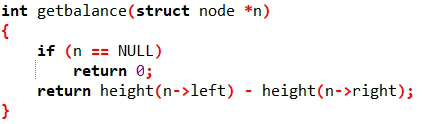 int getbalance(struct node *n)
{
    if (n == NULL)
        return 0;
    return height(n->left) - height(n->right);
}